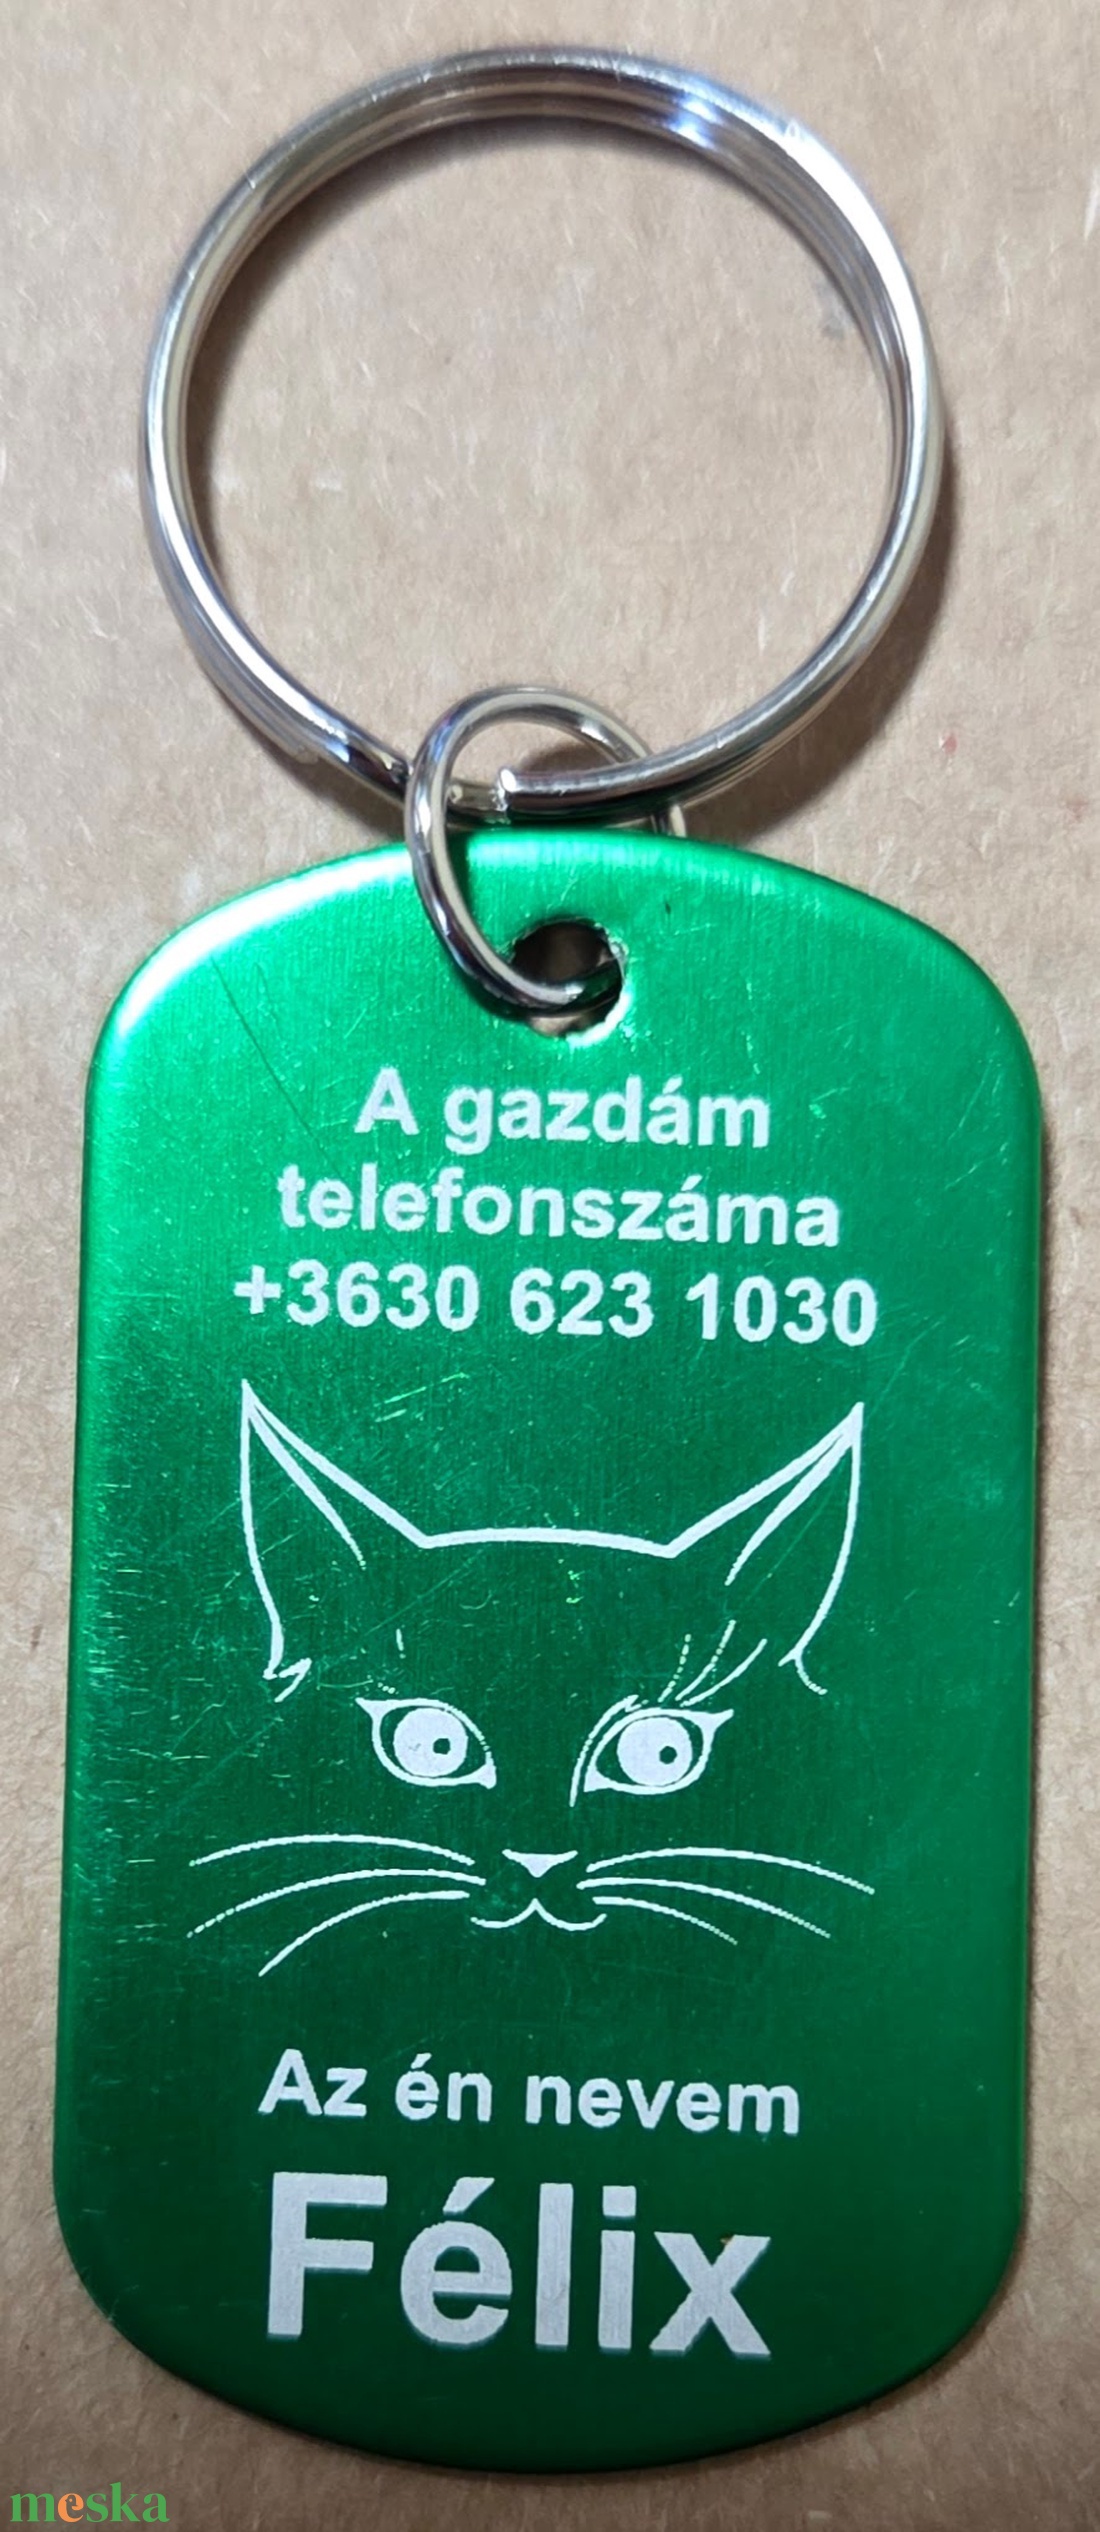 A gazdám
telefonszáma
+3630 623 1030
Az én nevem
Félix
meska